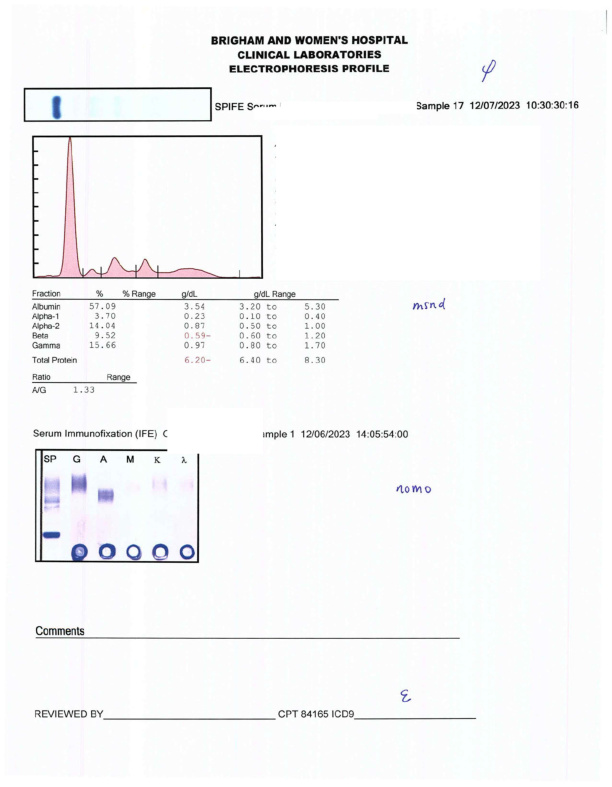 BRIGHAM AND WOMEN'S HOSPITAL
CLINICAL LABORATORIES
ELECTROPHORESIS PROFILE
φ
SPIFE Serum Sample 17 12/07/2023 10:30:30:16
Fraction % % Range g/dL g/dL Range
Albumin 57.09 3.54 3.20 to 5.30
msnd
Alpha-1 3.70 0.23 0.10 to 0.40
Alpha-2 14.04 0.87 0.50 to 1.00
Beta 9.52 0.59- 0.60 to 1.20
Gamma 15.66 0.97 0.80 to 1.70
Total Protein 6.20- 6.40 to 8.30
Ratio Range
A/G 1.33
Serum Immunofixation (IFE) mple 1 12/06/2023 14:05:54:00
SP G A M K λ
nomo
Comments
ε
REVIEWED BY CPT 84165 ICD9